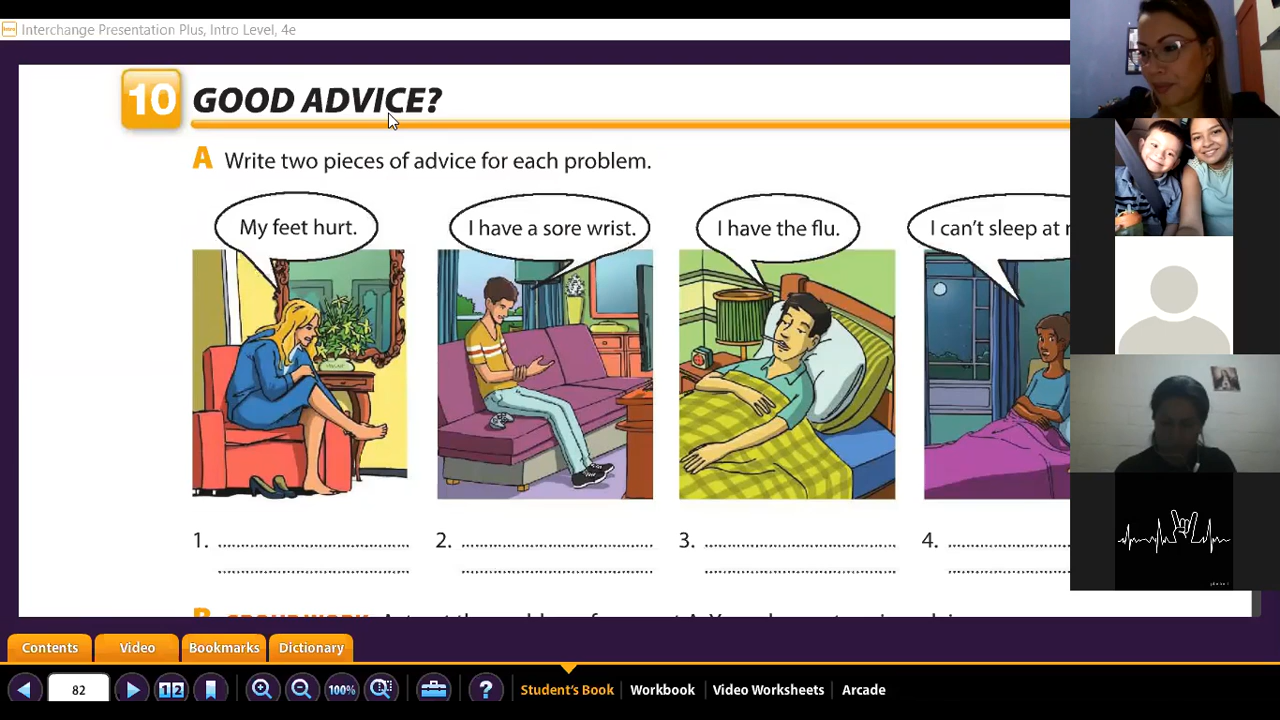 Interchange Presentation Plus, Intro Level, 4e
10 GOOD ADVICE?
A Write two pieces of advice for each problem.
My feet hurt.
I have a sore wrist.
I have the flu.
I can't sleep at
1.
2.
3.
4.
Contents
Video
Bookmarks
Dictionary
82
1 2
100%
?
Student's Book
Workbook
Video Worksheets
Arcade